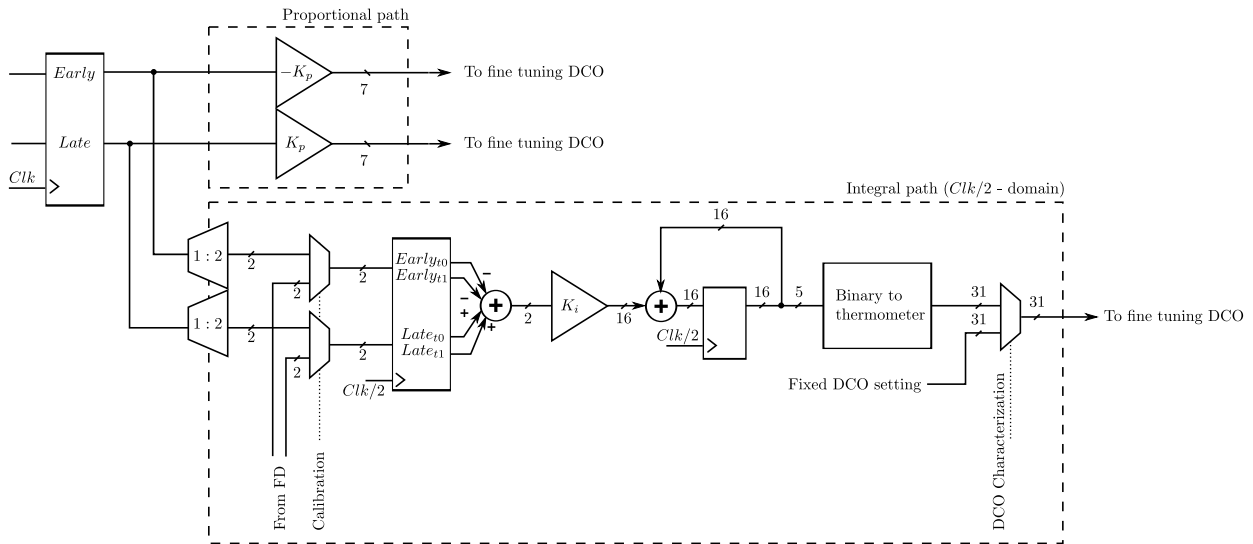 Proportional path
Early
−Kp
7
To fine tuning DCO
Late
Kp
7
To fine tuning DCO
Clk
Integral path (Clk/2 - domain)
16
1 : 2
2
2
2
Early_t0
Early_t1
−
−
+
+
+
2
Ki
16
+
16
16
5
Binary to
thermometer
31
31
31
To fine tuning DCO
1 : 2
2
2
2
Late_t0
Late_t1
Clk/2
Clk/2
Fixed DCO setting
From FD
Calibration
DCO Characterization